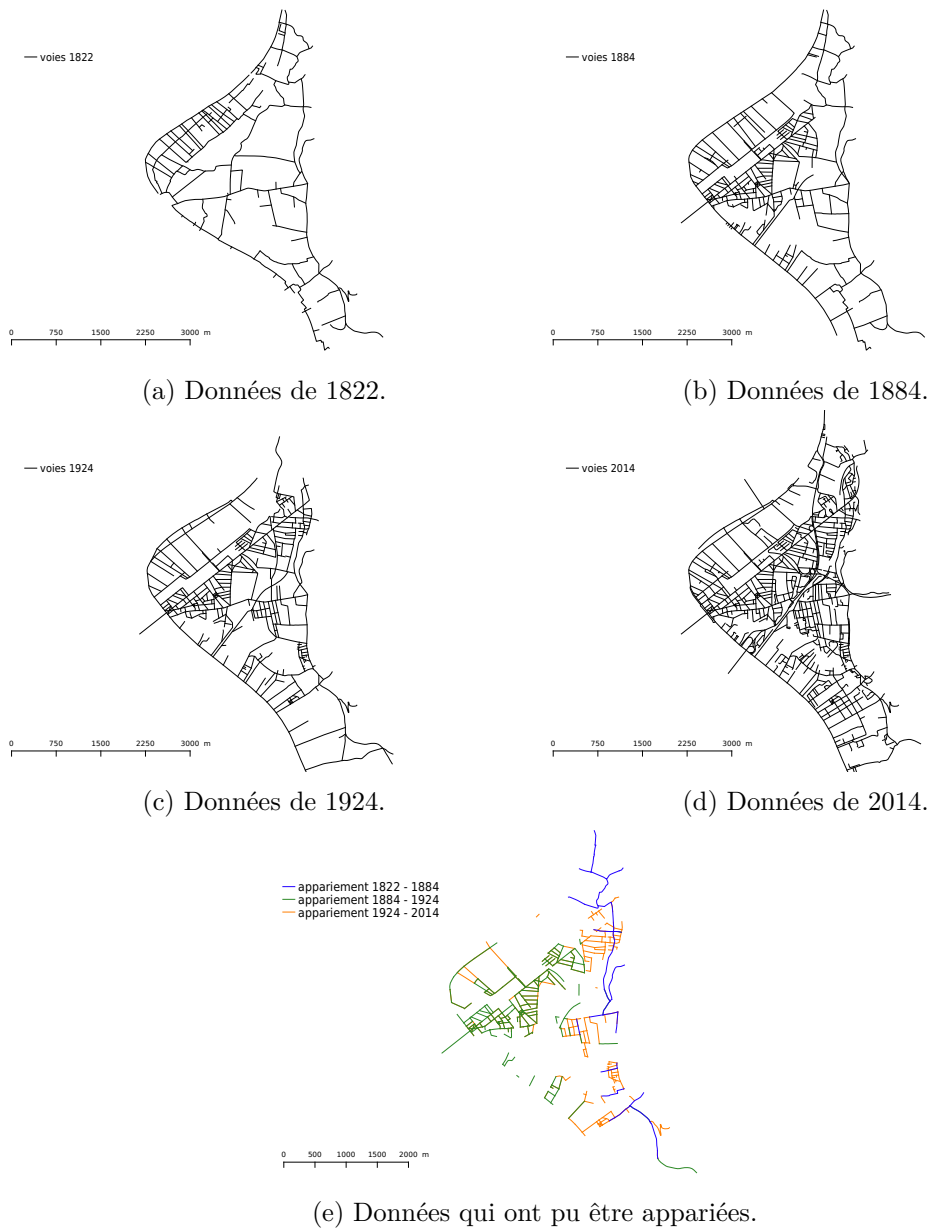 voies 1822
0 750 1500 2250 3000 m
(a) Données de 1822.
voies 1884
0 750 1500 2250 3000 m
(b) Données de 1884.
voies 1924
0 750 1500 2250 3000 m
(c) Données de 1924.
voies 2014
0 750 1500 2250 3000 m
(d) Données de 2014.
appariement 1822 - 1884
appariement 1884 - 1924
appariement 1924 - 2014
0 500 1000 1500 2000 m
(e) Données qui ont pu être appariées.